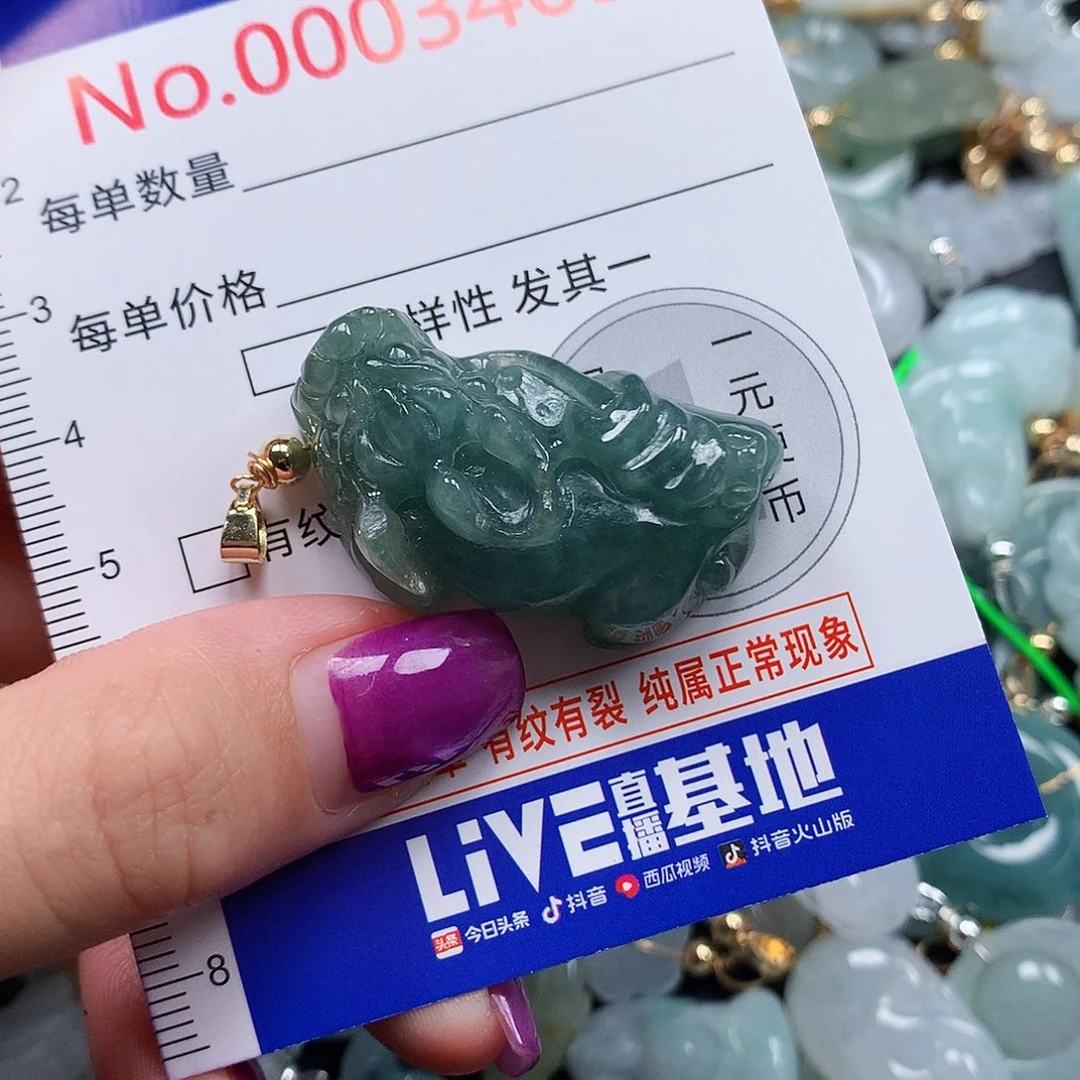 No.00034
2
每单数量
3
每单价格
样性 发其一
一
元
币
4
有纹
5
有纹有裂 纯属正常现象
LiVE直播基地
头条 今日头条 抖音 西瓜视频 抖音火山版
8